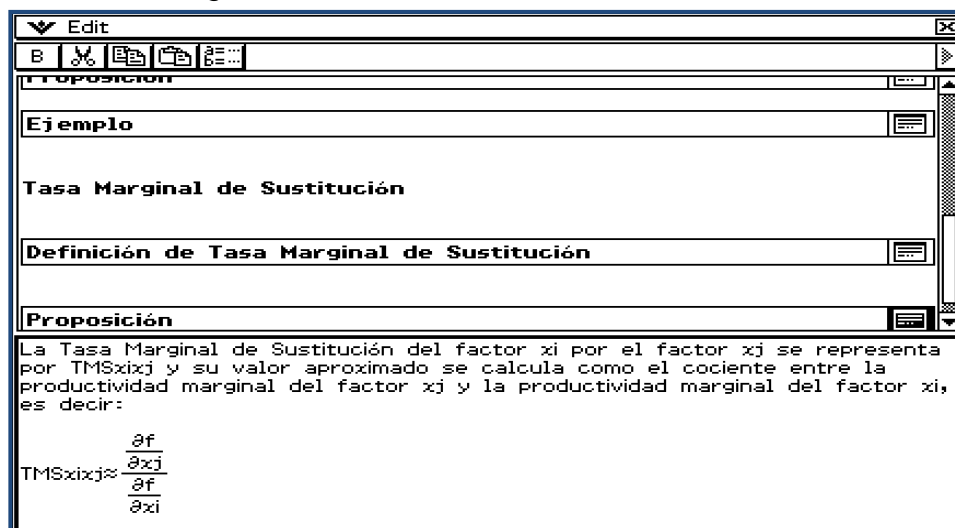 Edit
B
Proposición
Ejemplo
Tasa Marginal de Sustitución
Definición de Tasa Marginal de Sustitución
Proposición
La Tasa Marginal de Sustitución del factor xi por el factor xj se representa
por TMSxixj y su valor aproximado se calcula como el cociente entre la
productividad marginal del factor xj y la productividad marginal del factor xi,
es decir:
∂f
∂xj
TMSxixj≈
∂f
∂xi